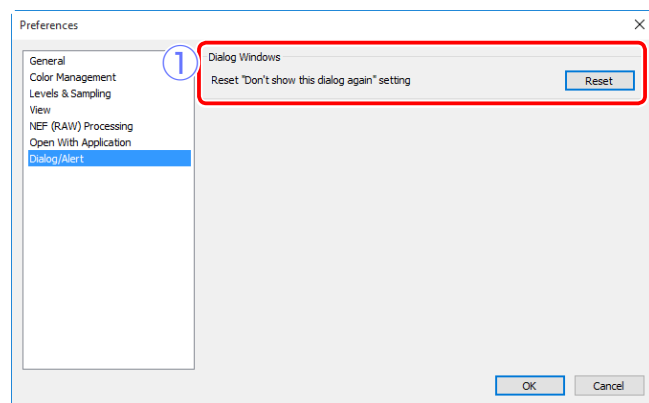 Preferences
General
Color Management
Levels & Sampling
View
NEF (RAW) Processing
Open With Application
Dialog/Alert
①
Dialog Windows
Reset "Don't show this dialog again" setting
Reset
OK
Cancel